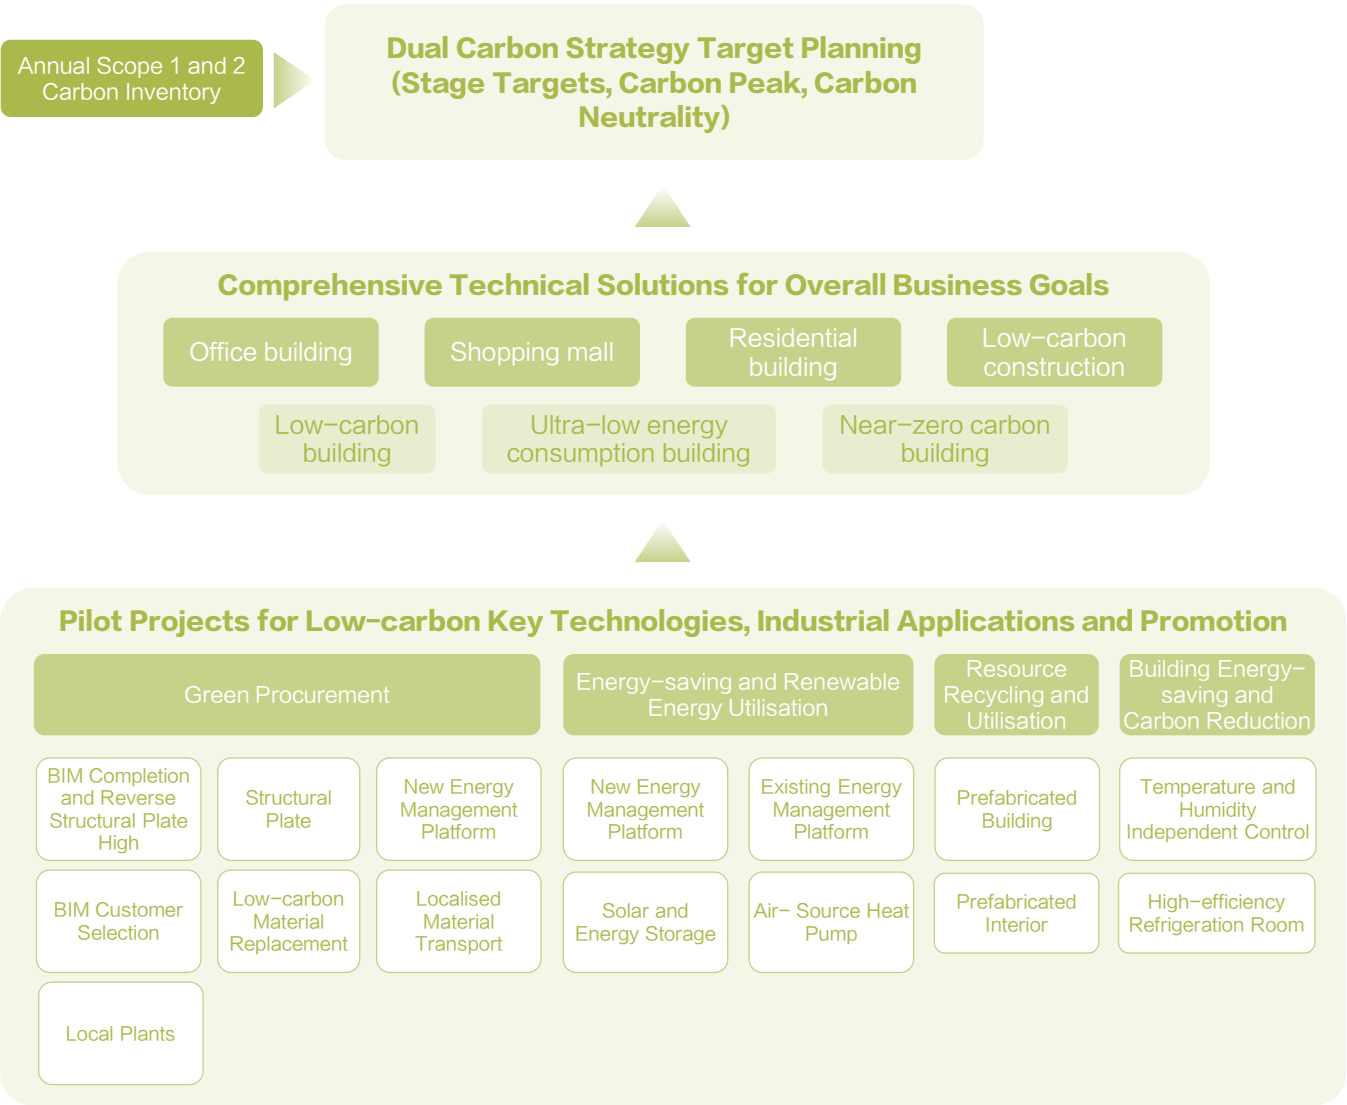 Annual Scope 1 and 2
Carbon Inventory
Dual Carbon Strategy Target Planning
(Stage Targets, Carbon Peak, Carbon
Neutrality)
Comprehensive Technical Solutions for Overall Business Goals
Office building
Shopping mall
Residential
building
Low-carbon
construction
Low-carbon
building
Ultra-low energy
consumption building
Near-zero carbon
building
Pilot Projects for Low-carbon Key Technologies, Industrial Applications and Promotion
Green Procurement
Energy-saving and Renewable
Energy Utilisation
Resource
Recycling and
Utilisation
Building Energy-
saving and
Carbon Reduction
BIM Completion
and Reverse
Structural Plate
High
Structural
Plate
New Energy
Management
Platform
New Energy
Management
Platform
Existing Energy
Management
Platform
Prefabricated
Building
Temperature and
Humidity
Independent Control
BIM Customer
Selection
Low-carbon
Material
Replacement
Localised
Material
Transport
Solar and
Energy Storage
Air- Source Heat
Pump
Prefabricated
Interior
High-efficiency
Refrigeration Room
Local Plants